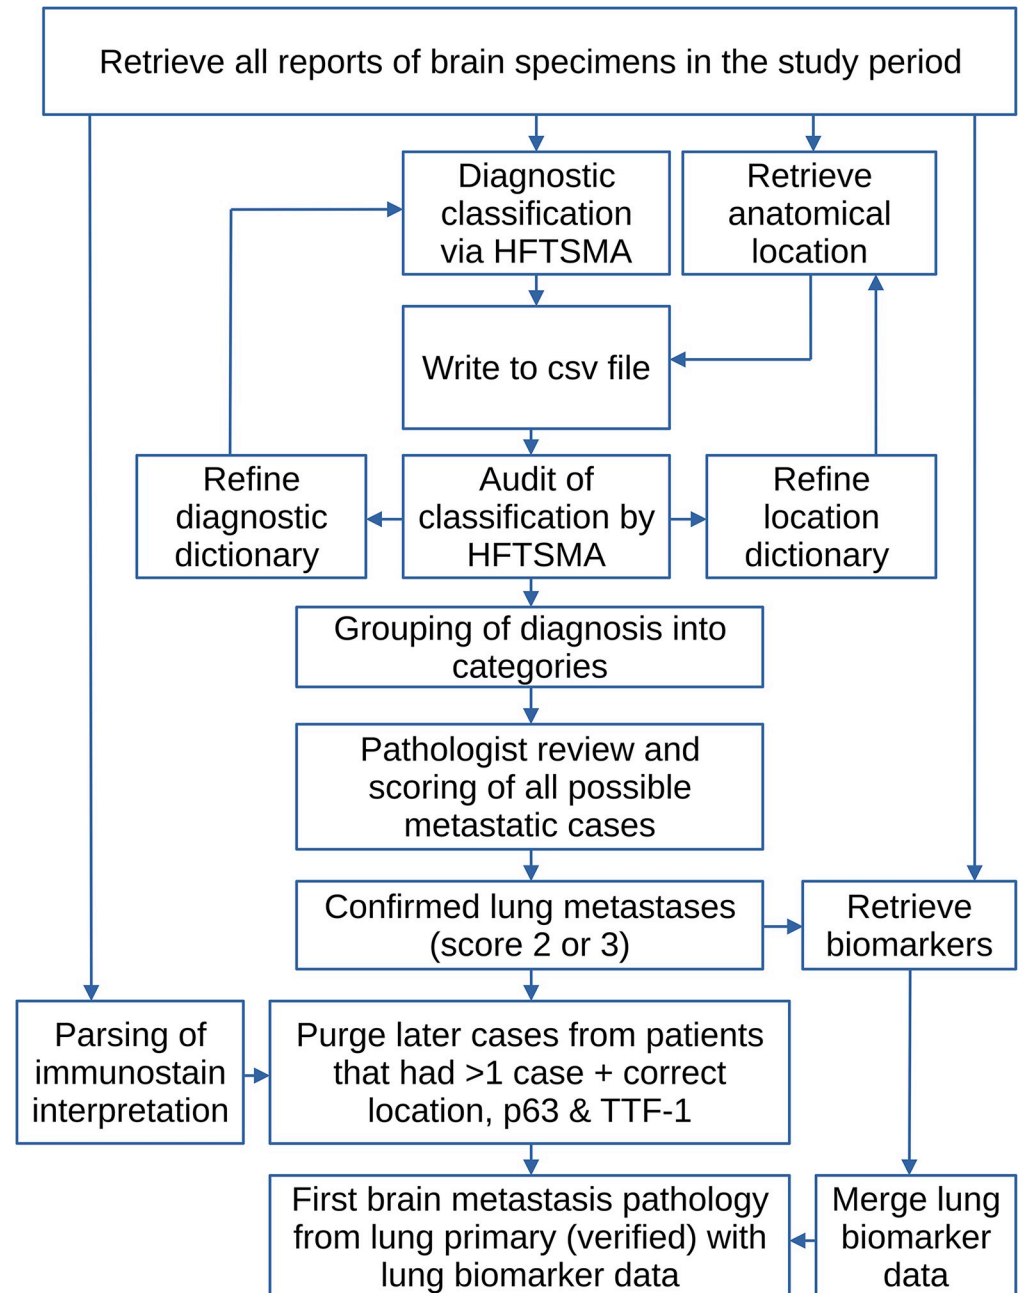 Retrieve all reports of brain specimens in the study period
Diagnostic
classification
via HFTSMA
Retrieve
anatomical
location
Write to csv file
Refine
diagnostic
dictionary
Audit of
classification by
HFTSMA
Refine
location
dictionary
Grouping of diagnosis into
categories
Pathologist review and
scoring of all possible
metastatic cases
Confirmed lung metastases
(score 2 or 3)
Retrieve
biomarkers
Parsing of
immunostain
interpretation
Purge later cases from patients
that had >1 case + correct
location, p63 & TTF-1
First brain metastasis pathology
from lung primary (verified) with
lung biomarker data
Merge lung
biomarker
data